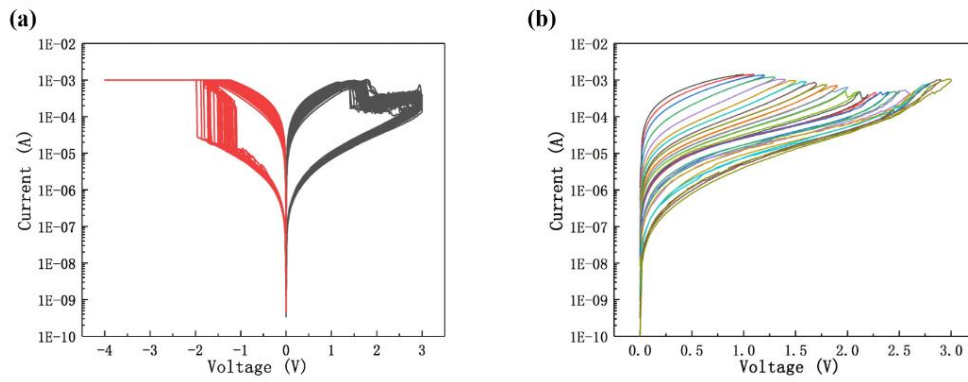 (a)
(b)
1E-02
1E-03
1E-04
1E-05
1E-06
1E-07
1E-08
1E-09
1E-10
Current (A)
-4 -3 -2 -1 0 1 2 3
Voltage (V)
1E-02
1E-03
1E-04
1E-05
1E-06
1E-07
1E-08
1E-09
1E-10
Current (A)
0.0 0.5 1.0 1.5 2.0 2.5 3.0
Voltage (V)